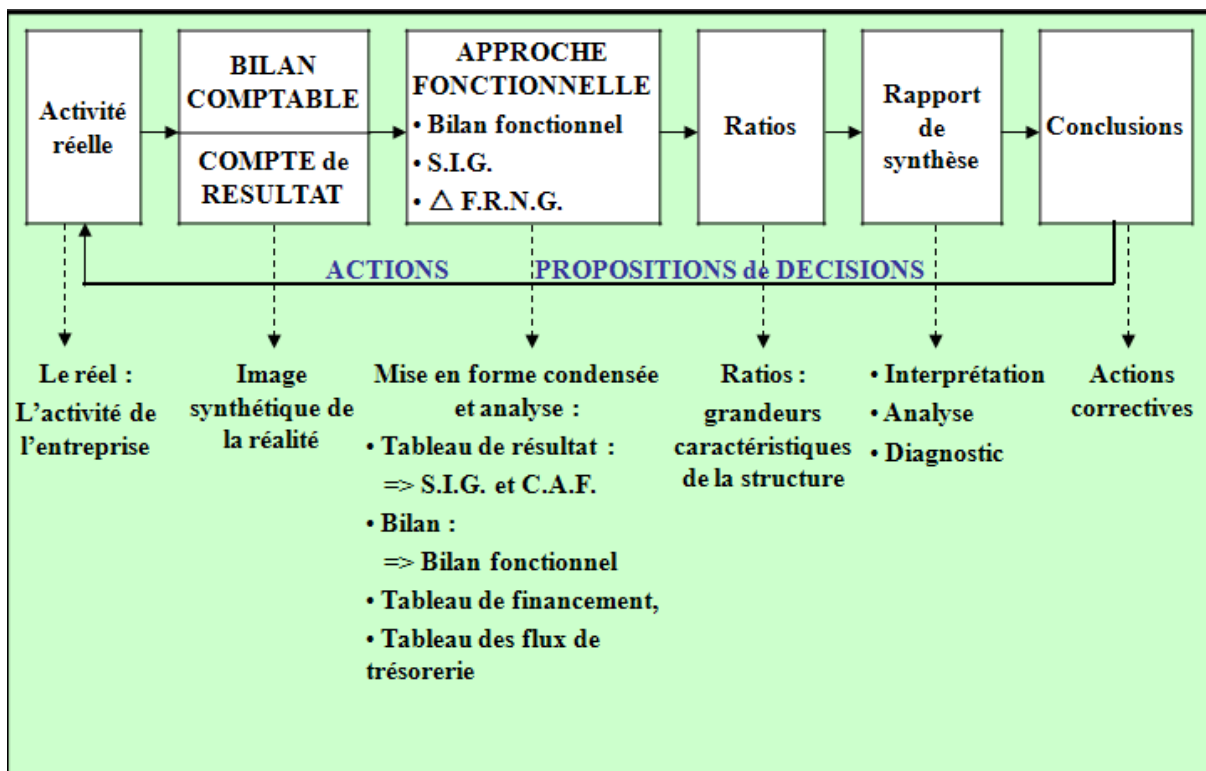 Activité
réelle
BILAN
COMPTABLE
COMPTE de
RESULTAT
APPROCHE
FONCTIONNELLE
• Bilan fonctionnel
• S.I.G.
• △ F.R.N.G.
Ratios
Rapport
de
synthèse
Conclusions
ACTIONS PROPOSITIONS de DECISIONS
Le réel :
L’activité de
l’entreprise
Image
synthétique de
la réalité
Mise en forme condensée
et analyse :
• Tableau de résultat :
=> S.I.G. et C.A.F.
• Bilan :
=> Bilan fonctionnel
• Tableau de financement,
• Tableau des flux de
trésorerie
Ratios :
grandeurs
caractéristiques
de la structure
• Interprétation
• Analyse
• Diagnostic
Actions
correctives